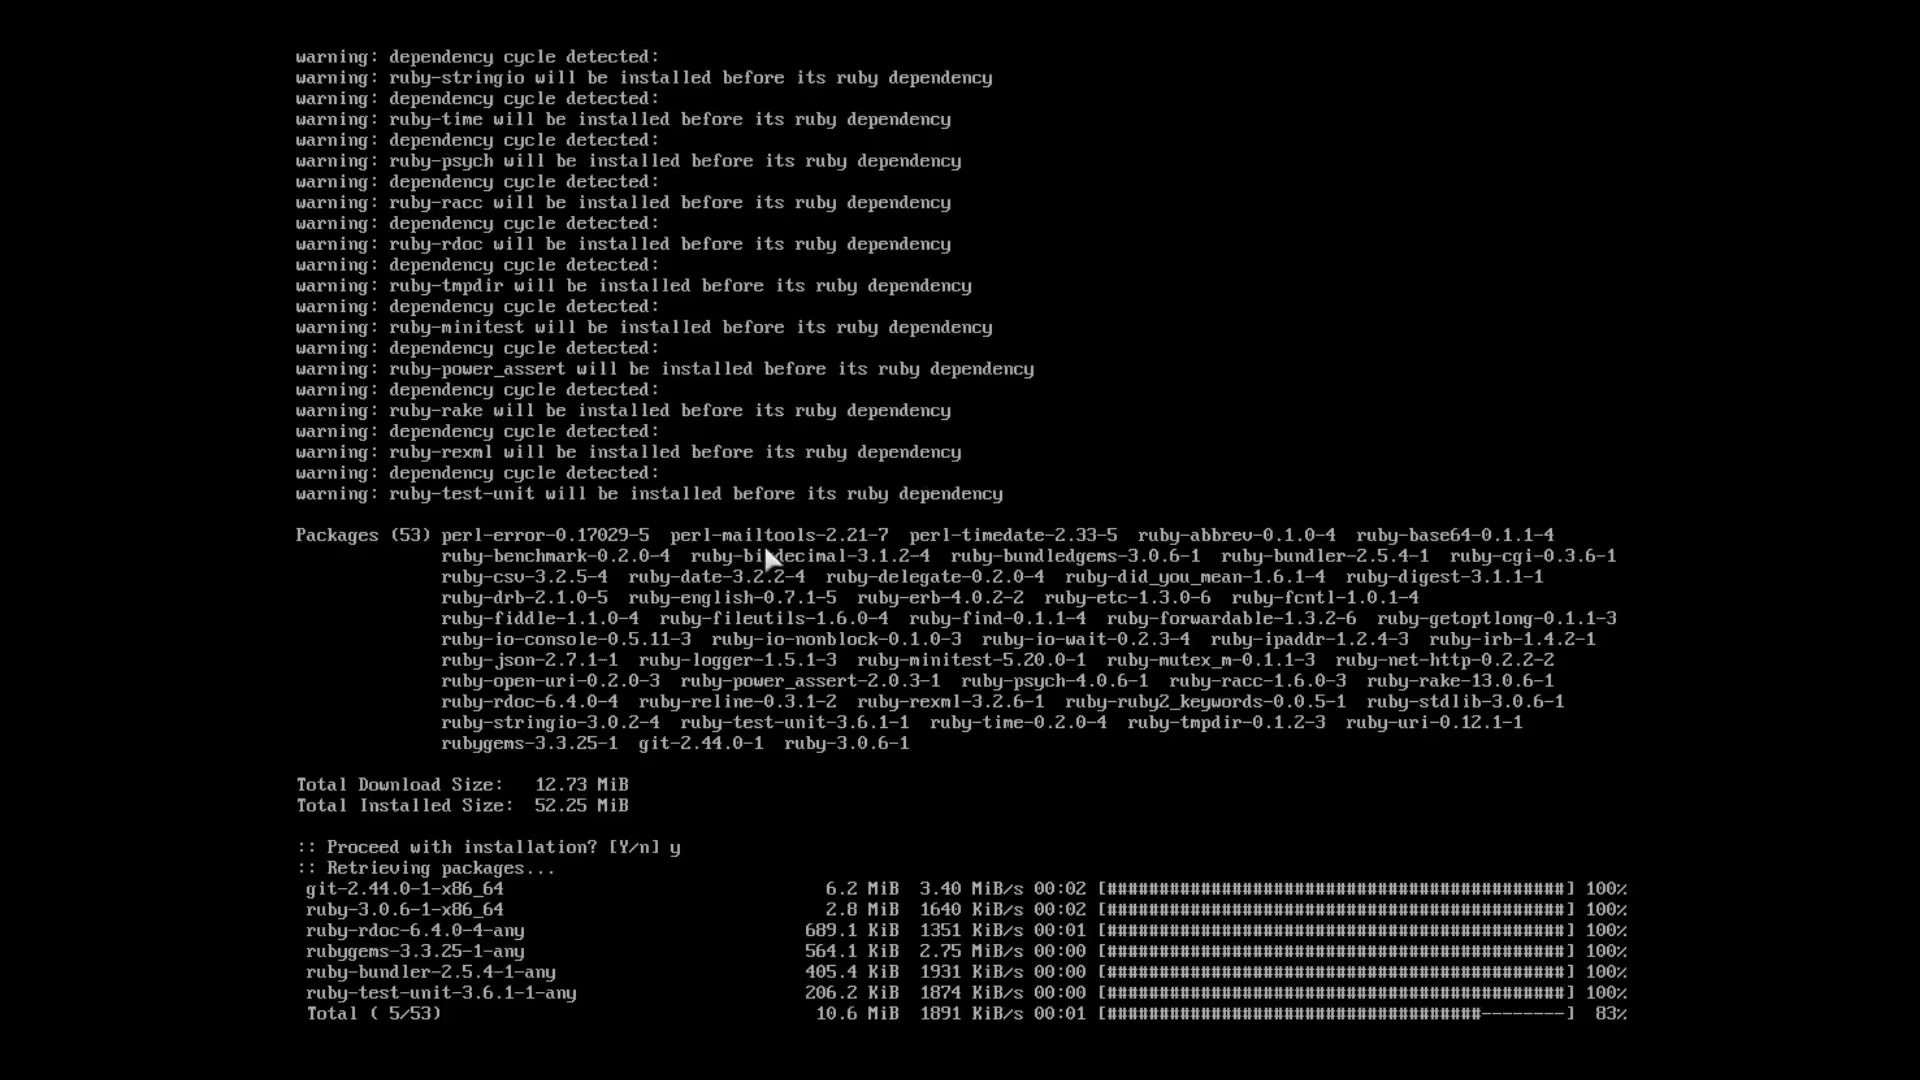 warning: dependency cycle detected:
warning: ruby-stringio will be installed before its ruby dependency
warning: dependency cycle detected:
warning: ruby-time will be installed before its ruby dependency
warning: dependency cycle detected:
warning: ruby-psych will be installed before its ruby dependency
warning: dependency cycle detected:
warning: ruby-racc will be installed before its ruby dependency
warning: dependency cycle detected:
warning: ruby-rdoc will be installed before its ruby dependency
warning: dependency cycle detected:
warning: ruby-tmpdir will be installed before its ruby dependency
warning: dependency cycle detected:
warning: ruby-minitest will be installed before its ruby dependency
warning: dependency cycle detected:
warning: ruby-power_assert will be installed before its ruby dependency
warning: dependency cycle detected:
warning: ruby-rake will be installed before its ruby dependency
warning: dependency cycle detected:
warning: ruby-rexml will be installed before its ruby dependency
warning: dependency cycle detected:
warning: ruby-test-unit will be installed before its ruby dependency
Packages (53) perl-error-0.17029-5 perl-mailtools-2.21-7 perl-timedate-2.33-5 ruby-abbrev-0.1.0-4 ruby-base64-0.1.1-4
ruby-benchmark-0.2.0-4 ruby-bigdecimal-3.1.2-4 ruby-bundledgems-3.0.6-1 ruby-bundler-2.5.4-1 ruby-cgi-0.3.6-1
ruby-csv-3.2.5-4 ruby-date-3.2.2-4 ruby-delegate-0.2.0-4 ruby-did_you_mean-1.6.1-4 ruby-digest-3.1.1-1
ruby-drb-2.1.0-5 ruby-english-0.7.1-5 ruby-erb-4.0.2-2 ruby-etc-1.3.0-6 ruby-fcntl-1.0.1-4
ruby-fiddle-1.1.0-4 ruby-fileutils-1.6.0-4 ruby-find-0.1.1-4 ruby-forwardable-1.3.2-6 ruby-getoptlong-0.1.1-3
ruby-io-console-0.5.11-3 ruby-io-nonblock-0.1.0-3 ruby-io-wait-0.2.3-4 ruby-ipaddr-1.2.4-3 ruby-irb-1.4.2-1
ruby-json-2.7.1-1 ruby-logger-1.5.1-3 ruby-minitest-5.20.0-1 ruby-mutex_m-0.1.1-3 ruby-net-http-0.2.2-2
ruby-open-uri-0.2.0-3 ruby-power_assert-2.0.3-1 ruby-psych-4.0.6-1 ruby-racc-1.6.0-3 ruby-rake-13.0.6-1
ruby-rdoc-6.4.0-4 ruby-reline-0.3.1-2 ruby-rexml-3.2.6-1 ruby-ruby2_keywords-0.0.5-1 ruby-stdlib-3.0.6-1
ruby-stringio-3.0.2-4 ruby-test-unit-3.6.1-1 ruby-time-0.2.0-4 ruby-tmpdir-0.1.2-3 ruby-uri-0.12.1-1
rubygems-3.3.25-1 git-2.44.0-1 ruby-3.0.6-1
Total Download Size: 12.73 MiB
Total Installed Size: 52.25 MiB
:: Proceed with installation? [Y/n] y
:: Retrieving packages...
git-2.44.0-1-x86_64 6.2 MiB 3.40 MiB/s 00:02 [############################################] 100%
ruby-3.0.6-1-x86_64 2.8 MiB 1640 KiB/s 00:02 [############################################] 100%
ruby-rdoc-6.4.0-4-any 689.1 KiB 1351 KiB/s 00:01 [############################################] 100%
rubygems-3.3.25-1-any 564.1 KiB 2.75 MiB/s 00:00 [############################################] 100%
ruby-bundler-2.5.4-1-any 405.4 KiB 1931 KiB/s 00:00 [############################################] 100%
ruby-test-unit-3.6.1-1-any 206.2 KiB 1874 KiB/s 00:00 [############################################] 100%
Total ( 5/53) 10.6 MiB 1891 KiB/s 00:01 [####################################--------] 83%